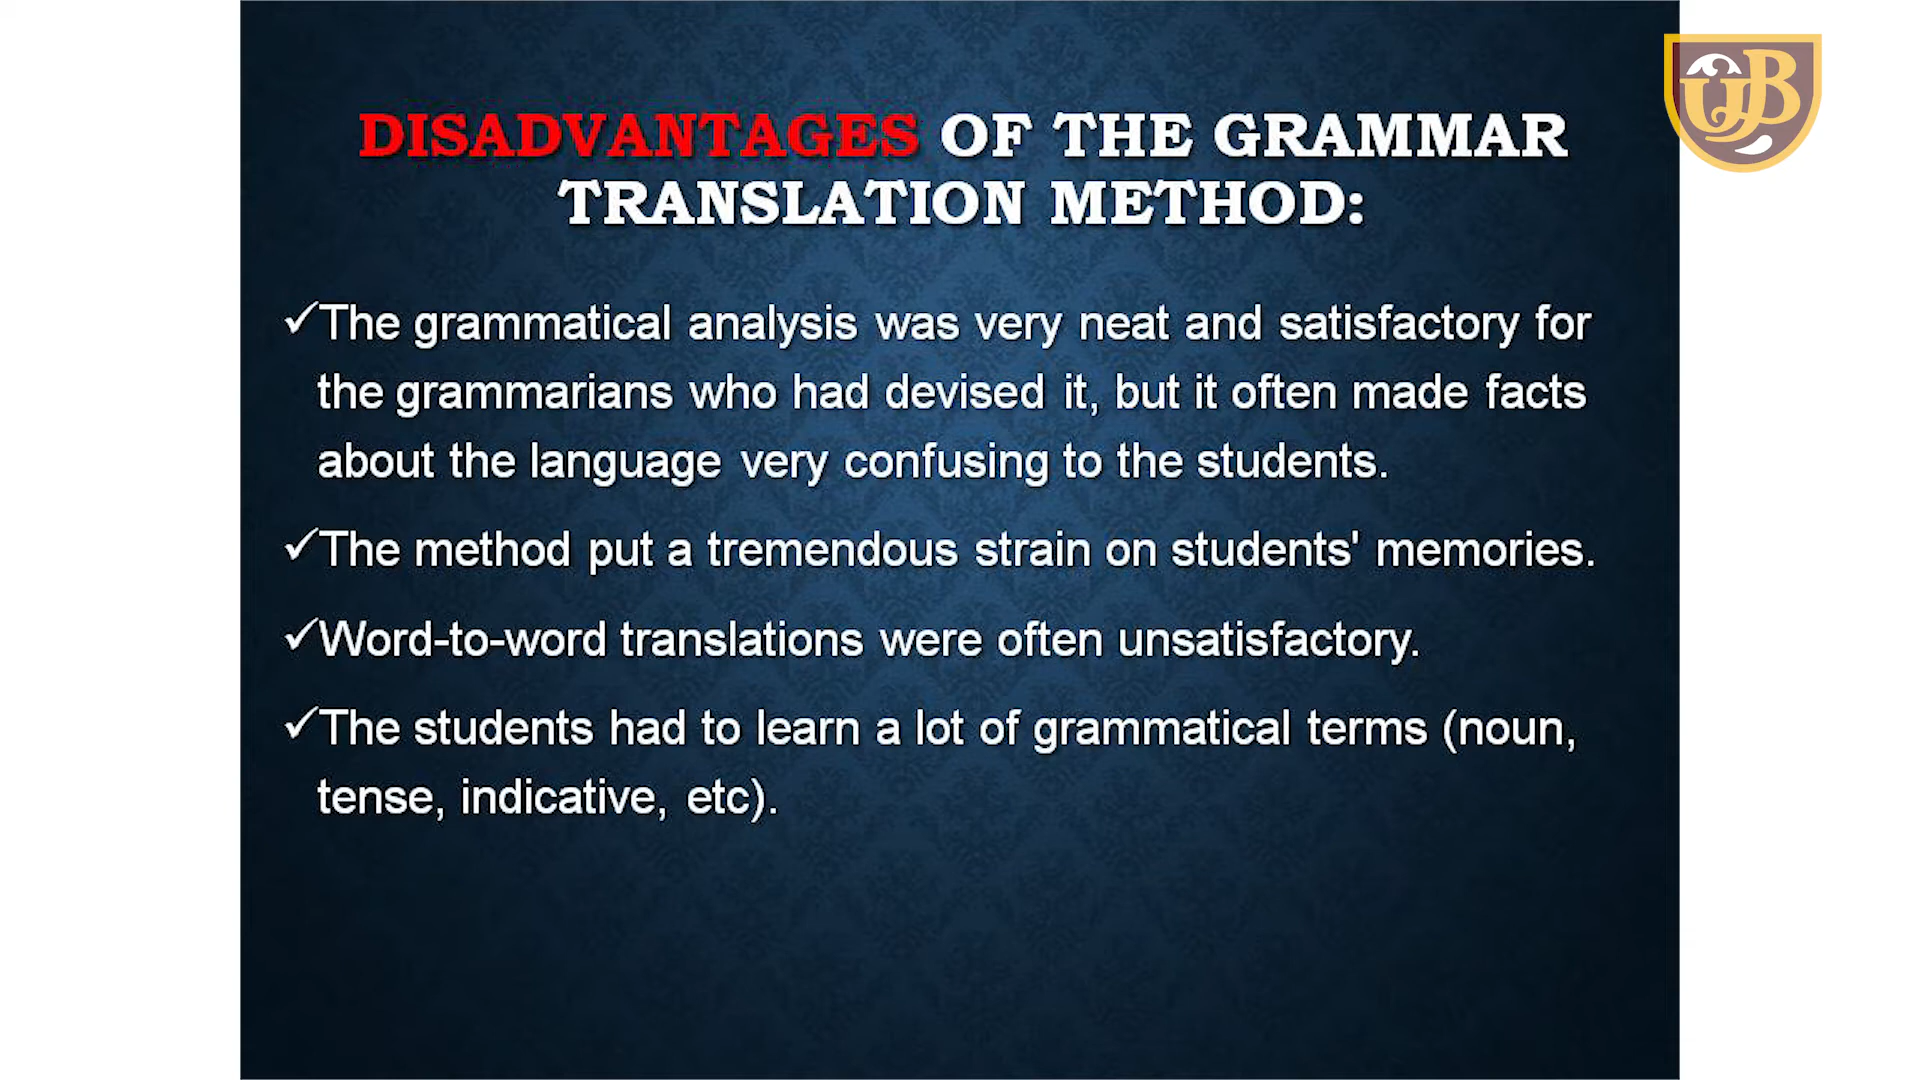 DISADVANTAGES OF THE GRAMMAR
TRANSLATION METHOD:
UB
✓The grammatical analysis was very neat and satisfactory for
the grammarians who had devised it, but it often made facts
about the language very confusing to the students.
✓The method put a tremendous strain on students' memories.
✓Word-to-word translations were often unsatisfactory.
✓The students had to learn a lot of grammatical terms (noun,
tense, indicative, etc).